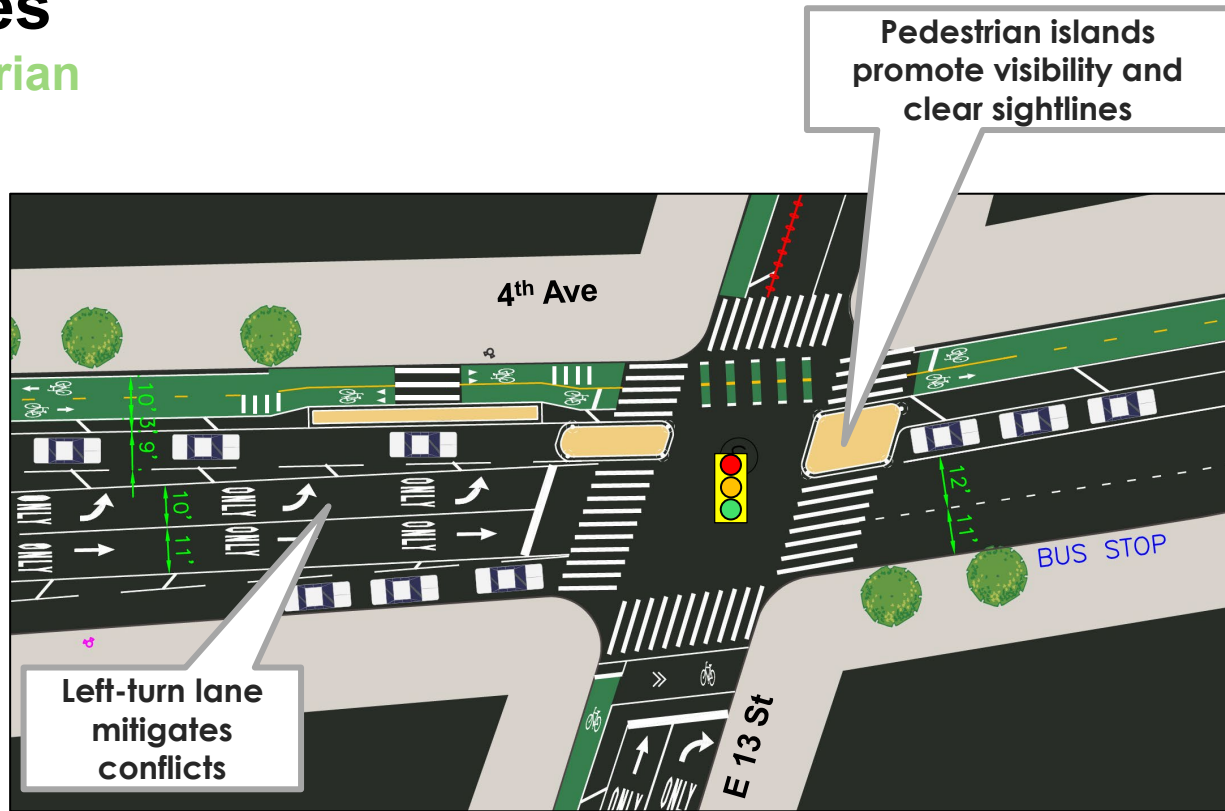 es
rian
Pedestrian islands
promote visibility and
clear sightlines
4th Ave
10' 3' 9'
10' 11'
ONLY ONLY ONLY
ONLY ONLY ONLY
12'
11'
BUS STOP
Left-turn lane
mitigates
conflicts
E 13 St
ONLY ONLY